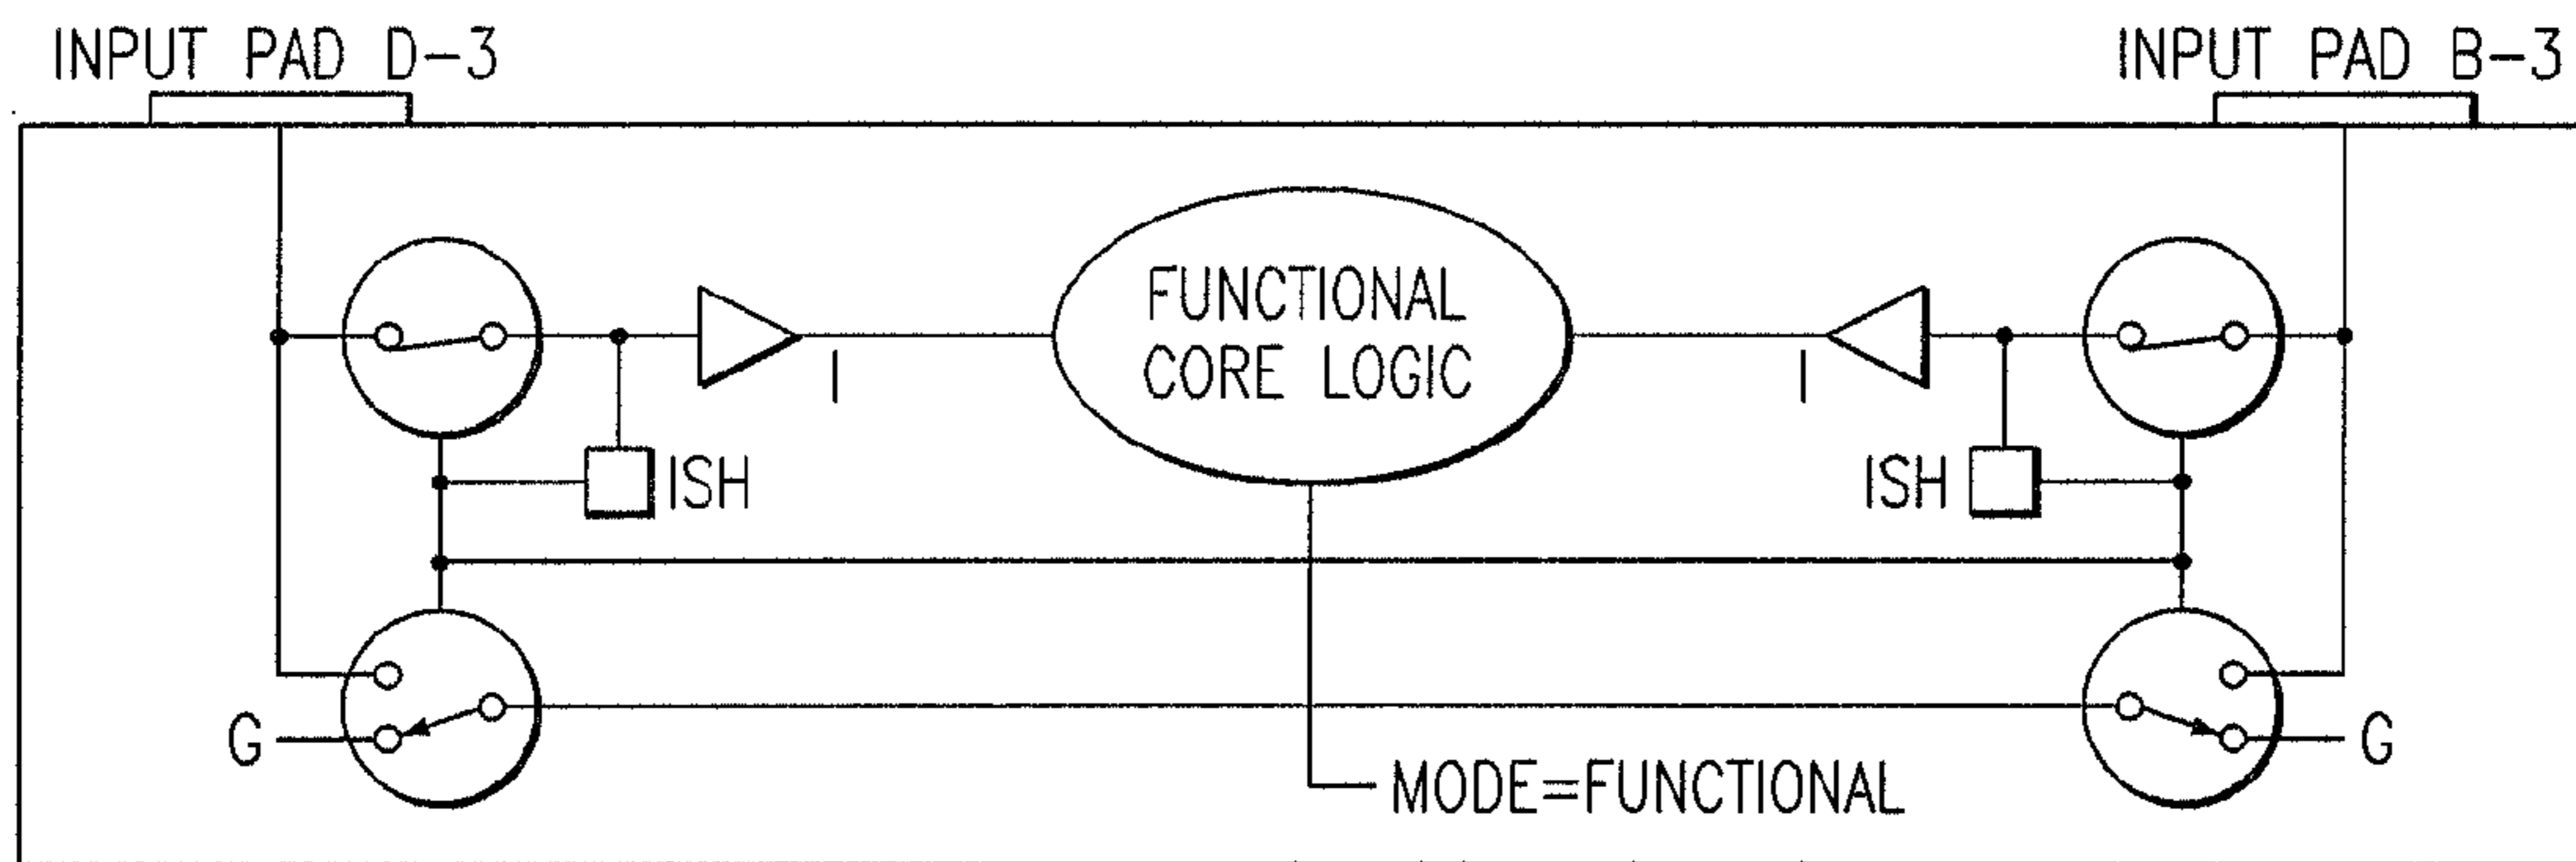 INPUT PAD D-3
INPUT PAD B-3
FUNCTIONAL
CORE LOGIC
I
I
ISH
ISH
G
G
MODE=FUNCTIONAL